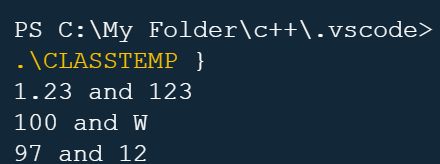 PS C:\My Folder\c++\.vscode>
.\CLASSTEMP }
1.23 and 123
100 and W
97 and 12